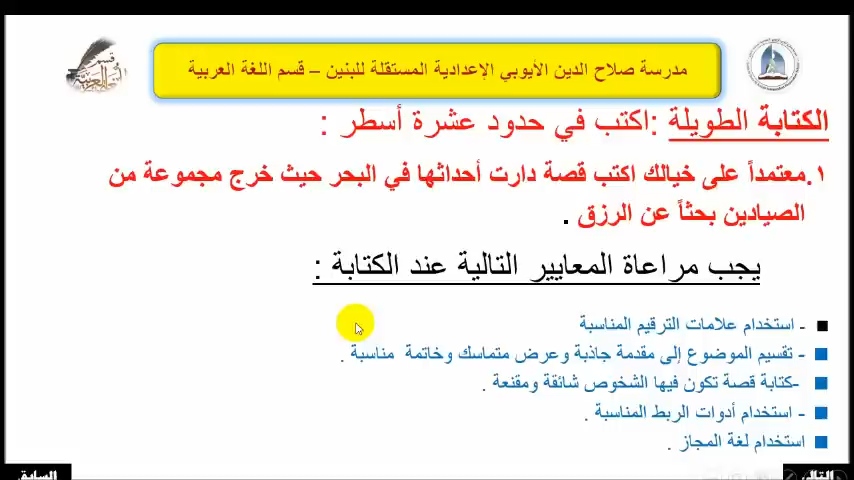 مدرسة صلاح الدين الأيوبي الإعدادية المستقلة للبنين – قسم اللغة العربية
قسم
اللغة العربية
الكتابة الطويلة :اكتب في حدود عشرة أسطر :
١.معتمداً على خيالك اكتب قصة دارت أحداثها في البحر حيث خرج مجموعة من
الصيادين بحثاً عن الرزق .
يجب مراعاة المعايير التالية عند الكتابة :
- استخدام علامات الترقيم المناسبة
- تقسيم الموضوع إلى مقدمة جاذبة وعرض متماسك وخاتمة مناسبة .
-كتابة قصة تكون فيها الشخوص شائقة ومقنعة .
- استخدام أدوات الربط المناسبة .
استخدام لغة المجاز .
التالي
السابق